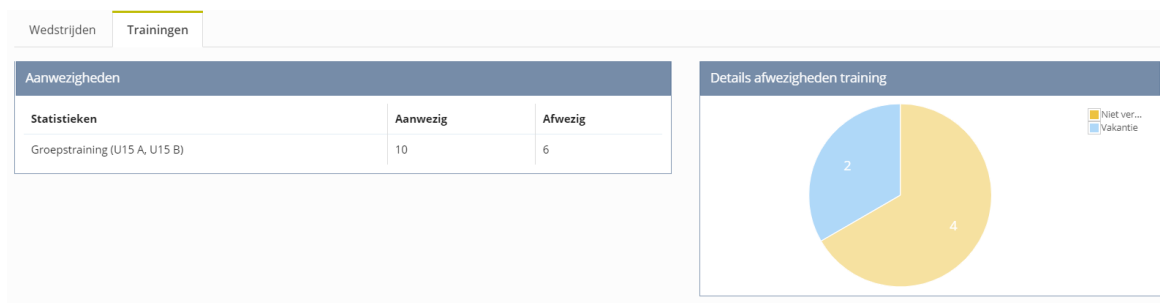 Wedstrijden Trainingen
Aanwezigheden
Statistieken Aanwezig Afwezig
Groepstraining (U15 A, U15 B) 10 6
Details afwezigheden training
2
4
Niet ver...
Vakantie